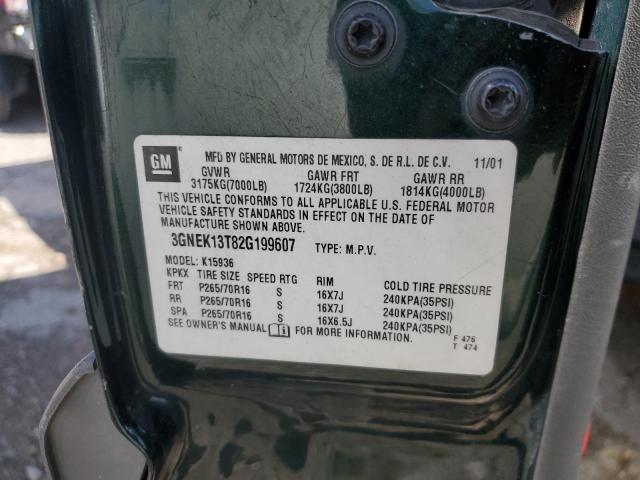 GM MFD BY GENERAL MOTORS DE MEXICO, S. DE R.L. DE C.V. 11/01
GVWR GAWR FRT GAWR RR
3175KG(7000LB) 1724KG(3800LB) 1814KG(4000LB)
THIS VEHICLE CONFORMS TO ALL APPLICABLE U.S. FEDERAL MOTOR
VEHICLE SAFETY STANDARDS IN EFFECT ON THE DATE OF
MANUFACTURE SHOWN ABOVE.
3GNEK13T82G199607 TYPE: M.P.V.
MODEL: K15936
KPKX TIRE SIZE SPEED RTG RIM COLD TIRE PRESSURE
FRT P265/70R16 S 16X7J 240KPA(35PSI)
RR P265/70R16 S 16X7J 240KPA(35PSI)
SPA P265/70R16 S 16X6.5J 240KPA(35PSI)
SEE OWNER'S MANUAL FOR MORE INFORMATION.
F 476
T 474